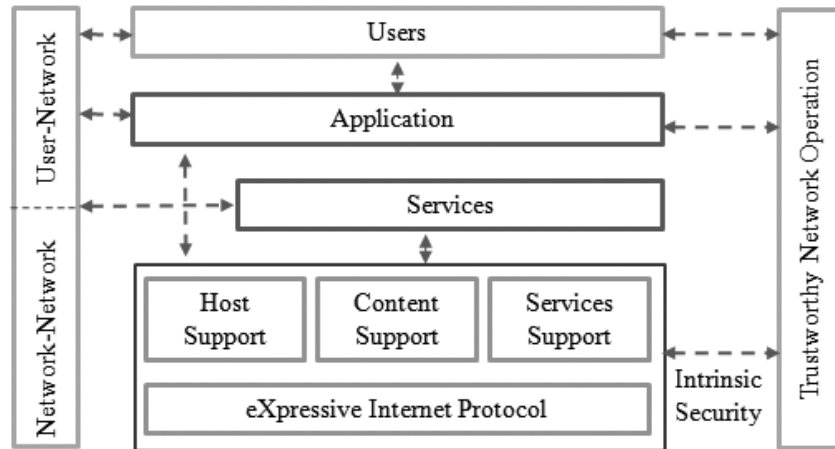 Users
Application
Services
Host
Support
Content
Support
Services
Support
eXpressive Internet Protocol
User-Network
Network-Network
Intrinsic
Security
Trustworthy Network Operation